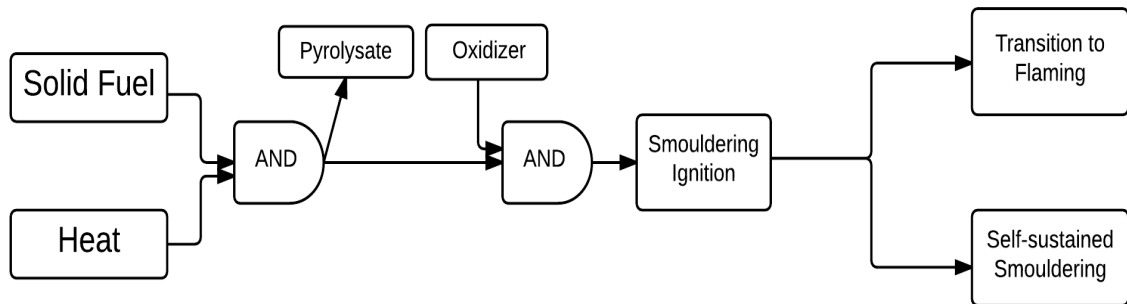 Solid Fuel
Heat
AND
Pyrolysate
Oxidizer
AND
Smouldering
Ignition
Transition to
Flaming
Self-sustained
Smouldering